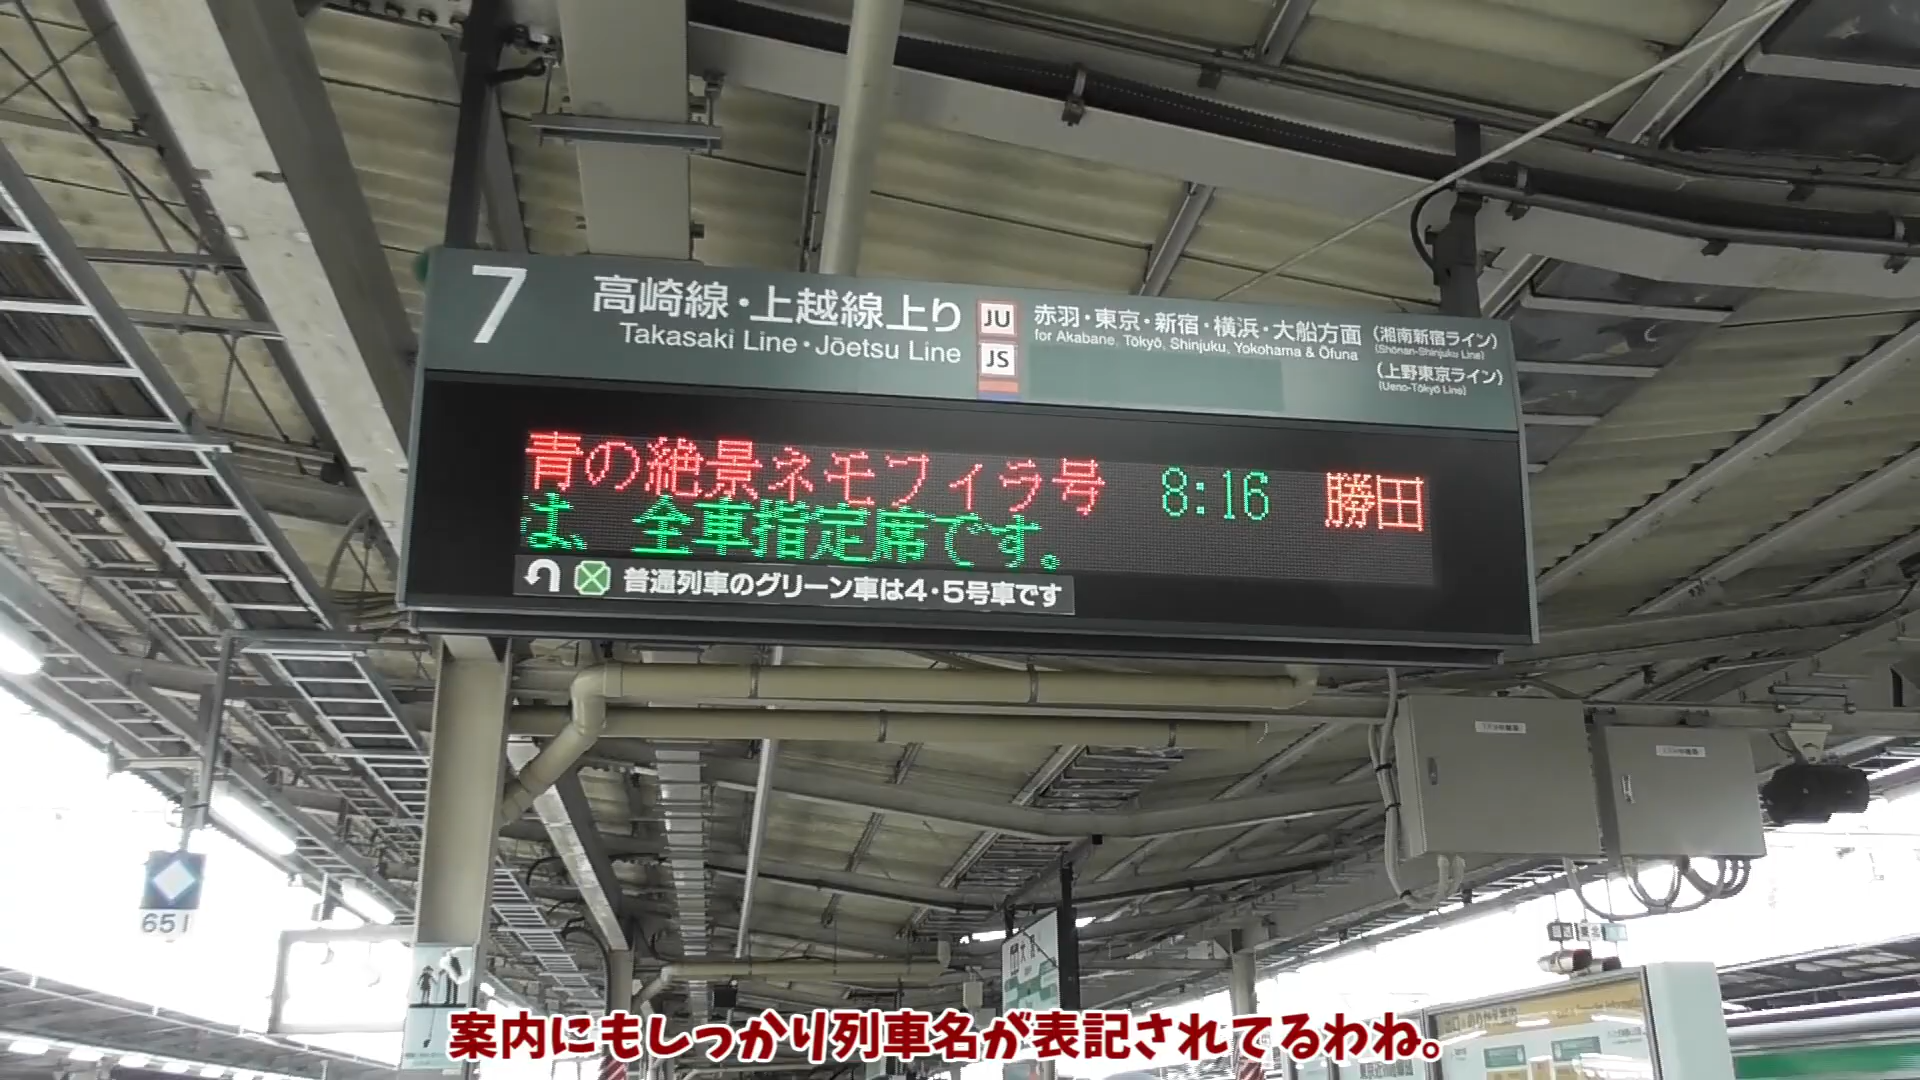 7
高崎線・上越線上り
Takasaki Line・Jōetsu Line
JU
JS
赤羽・東京・新宿・横浜・大船方面
for Akabane, Tōkyō, Shinjuku, Yokohama & Ōfuna
(湘南新宿ライン)
(Shōnan-Shinjuku Line)
(上野東京ライン)
(Ueno-Tōkyō Line)
青の絶景ネモフィラ号 8:16 勝田
は、全車指定席です。
普通列車のグリーン車は4・5号車です
651
案内にもしっかり列車名が表記されてるわね。